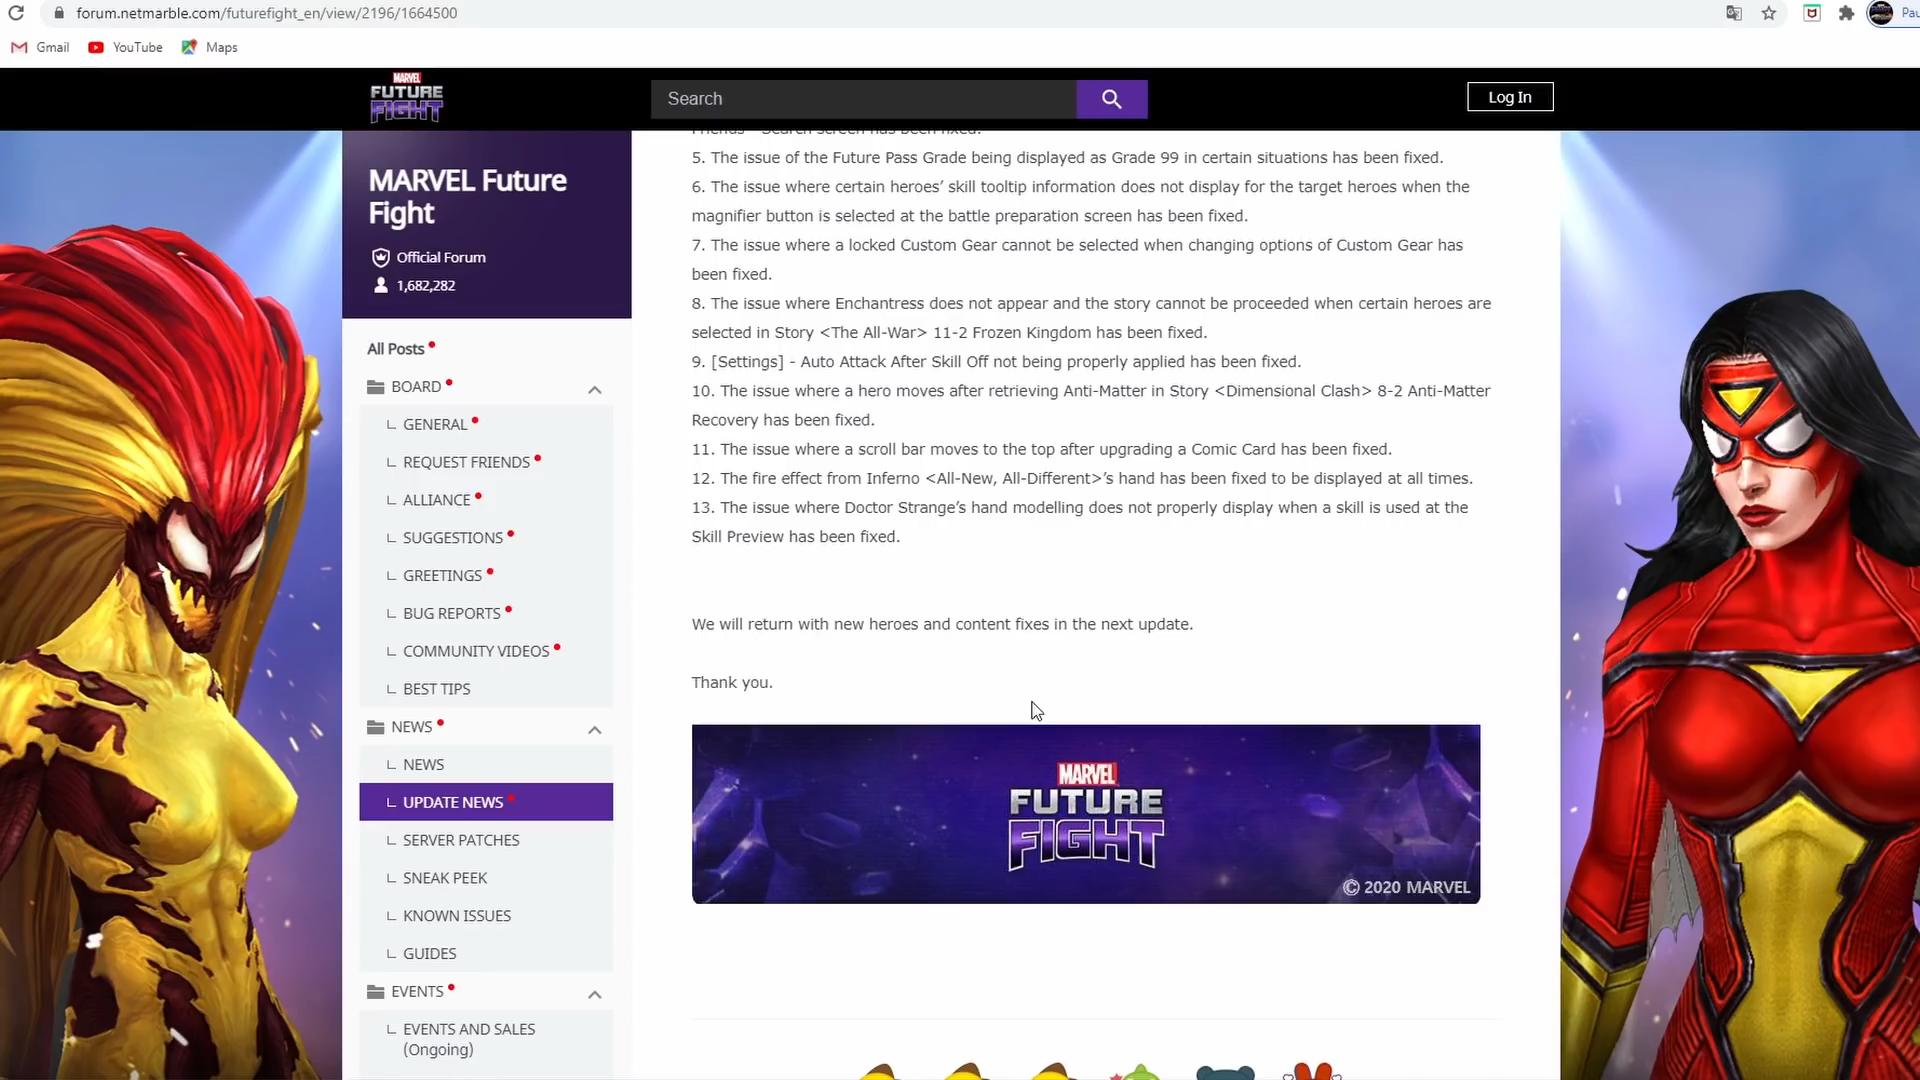 forum.netmarble.com/futurefight_en/view/2196/1664500
Pau
Gmail YouTube Maps
MARVEL
FUTURE
FIGHT
Search
Log In
MARVEL Future
Fight
Official Forum
1,682,282
All Posts
BOARD
GENERAL
REQUEST FRIENDS
ALLIANCE
SUGGESTIONS
GREETINGS
BUG REPORTS
COMMUNITY VIDEOS
BEST TIPS
NEWS
NEWS
UPDATE NEWS
SERVER PATCHES
SNEAK PEEK
KNOWN ISSUES
GUIDES
EVENTS
EVENTS AND SALES
(Ongoing)
Friends - Search screen has been fixed.
5. The issue of the Future Pass Grade being displayed as Grade 99 in certain situations has been fixed.
6. The issue where certain heroes’ skill tooltip information does not display for the target heroes when the
magnifier button is selected at the battle preparation screen has been fixed.
7. The issue where a locked Custom Gear cannot be selected when changing options of Custom Gear has
been fixed.
8. The issue where Enchantress does not appear and the story cannot be proceeded when certain heroes are
selected in Story <The All-War> 11-2 Frozen Kingdom has been fixed.
9. [Settings] - Auto Attack After Skill Off not being properly applied has been fixed.
10. The issue where a hero moves after retrieving Anti-Matter in Story <Dimensional Clash> 8-2 Anti-Matter
Recovery has been fixed.
11. The issue where a scroll bar moves to the top after upgrading a Comic Card has been fixed.
12. The fire effect from Inferno <All-New, All-Different>’s hand has been fixed to be displayed at all times.
13. The issue where Doctor Strange’s hand modelling does not properly display when a skill is used at the
Skill Preview has been fixed.
We will return with new heroes and content fixes in the next update.
Thank you.
MARVEL
FUTURE
FIGHT
© 2020 MARVEL